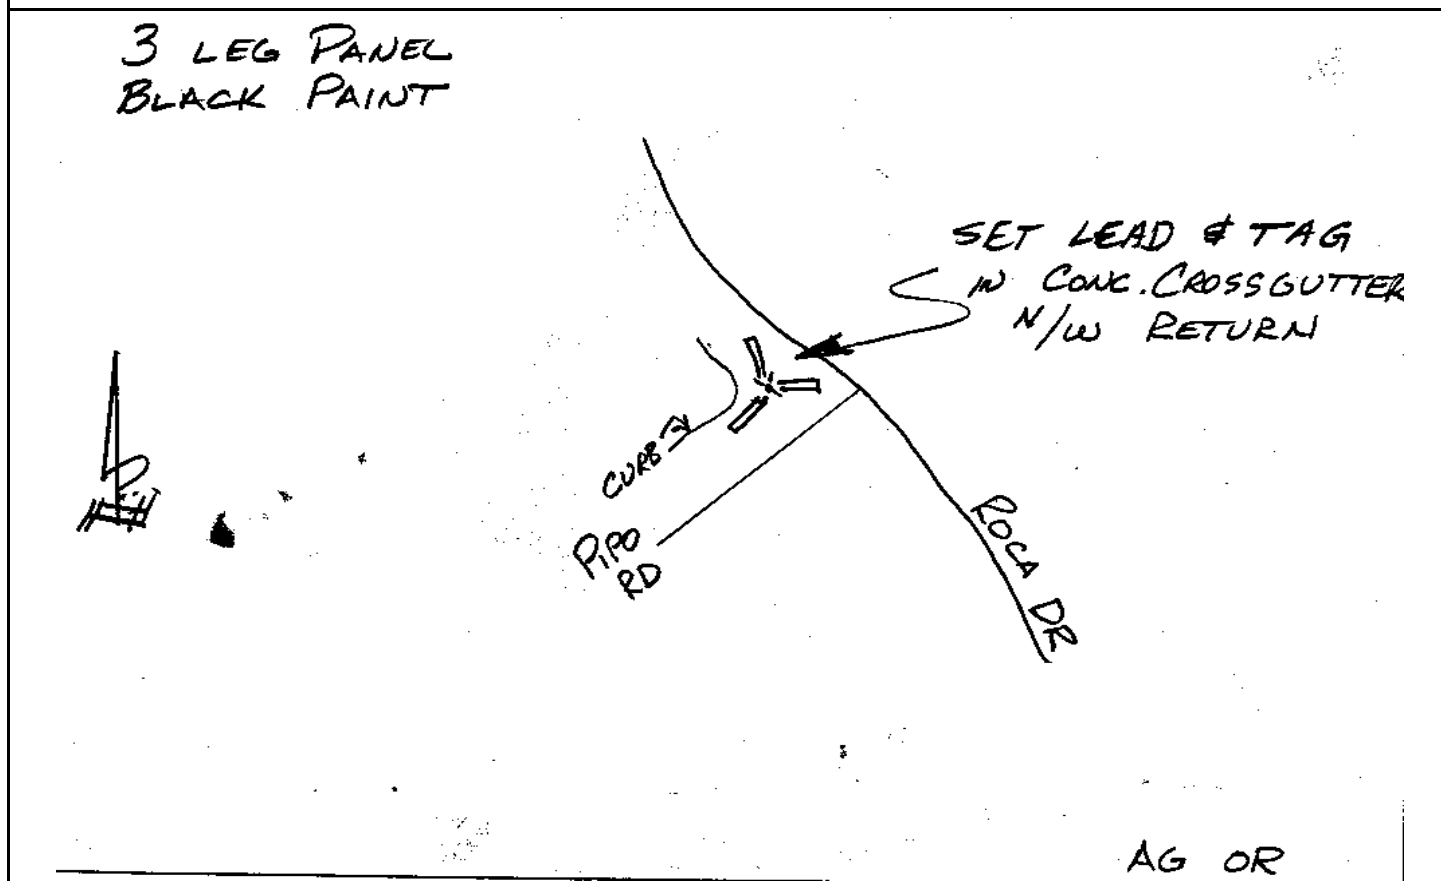 3 LEG PANEL
BLACK PAINT
SET LEAD & TAG
IN CONC. CROSSGUTTER
N/W RETURN
CURB
PIPO
RD
ROCA DR
AG OR